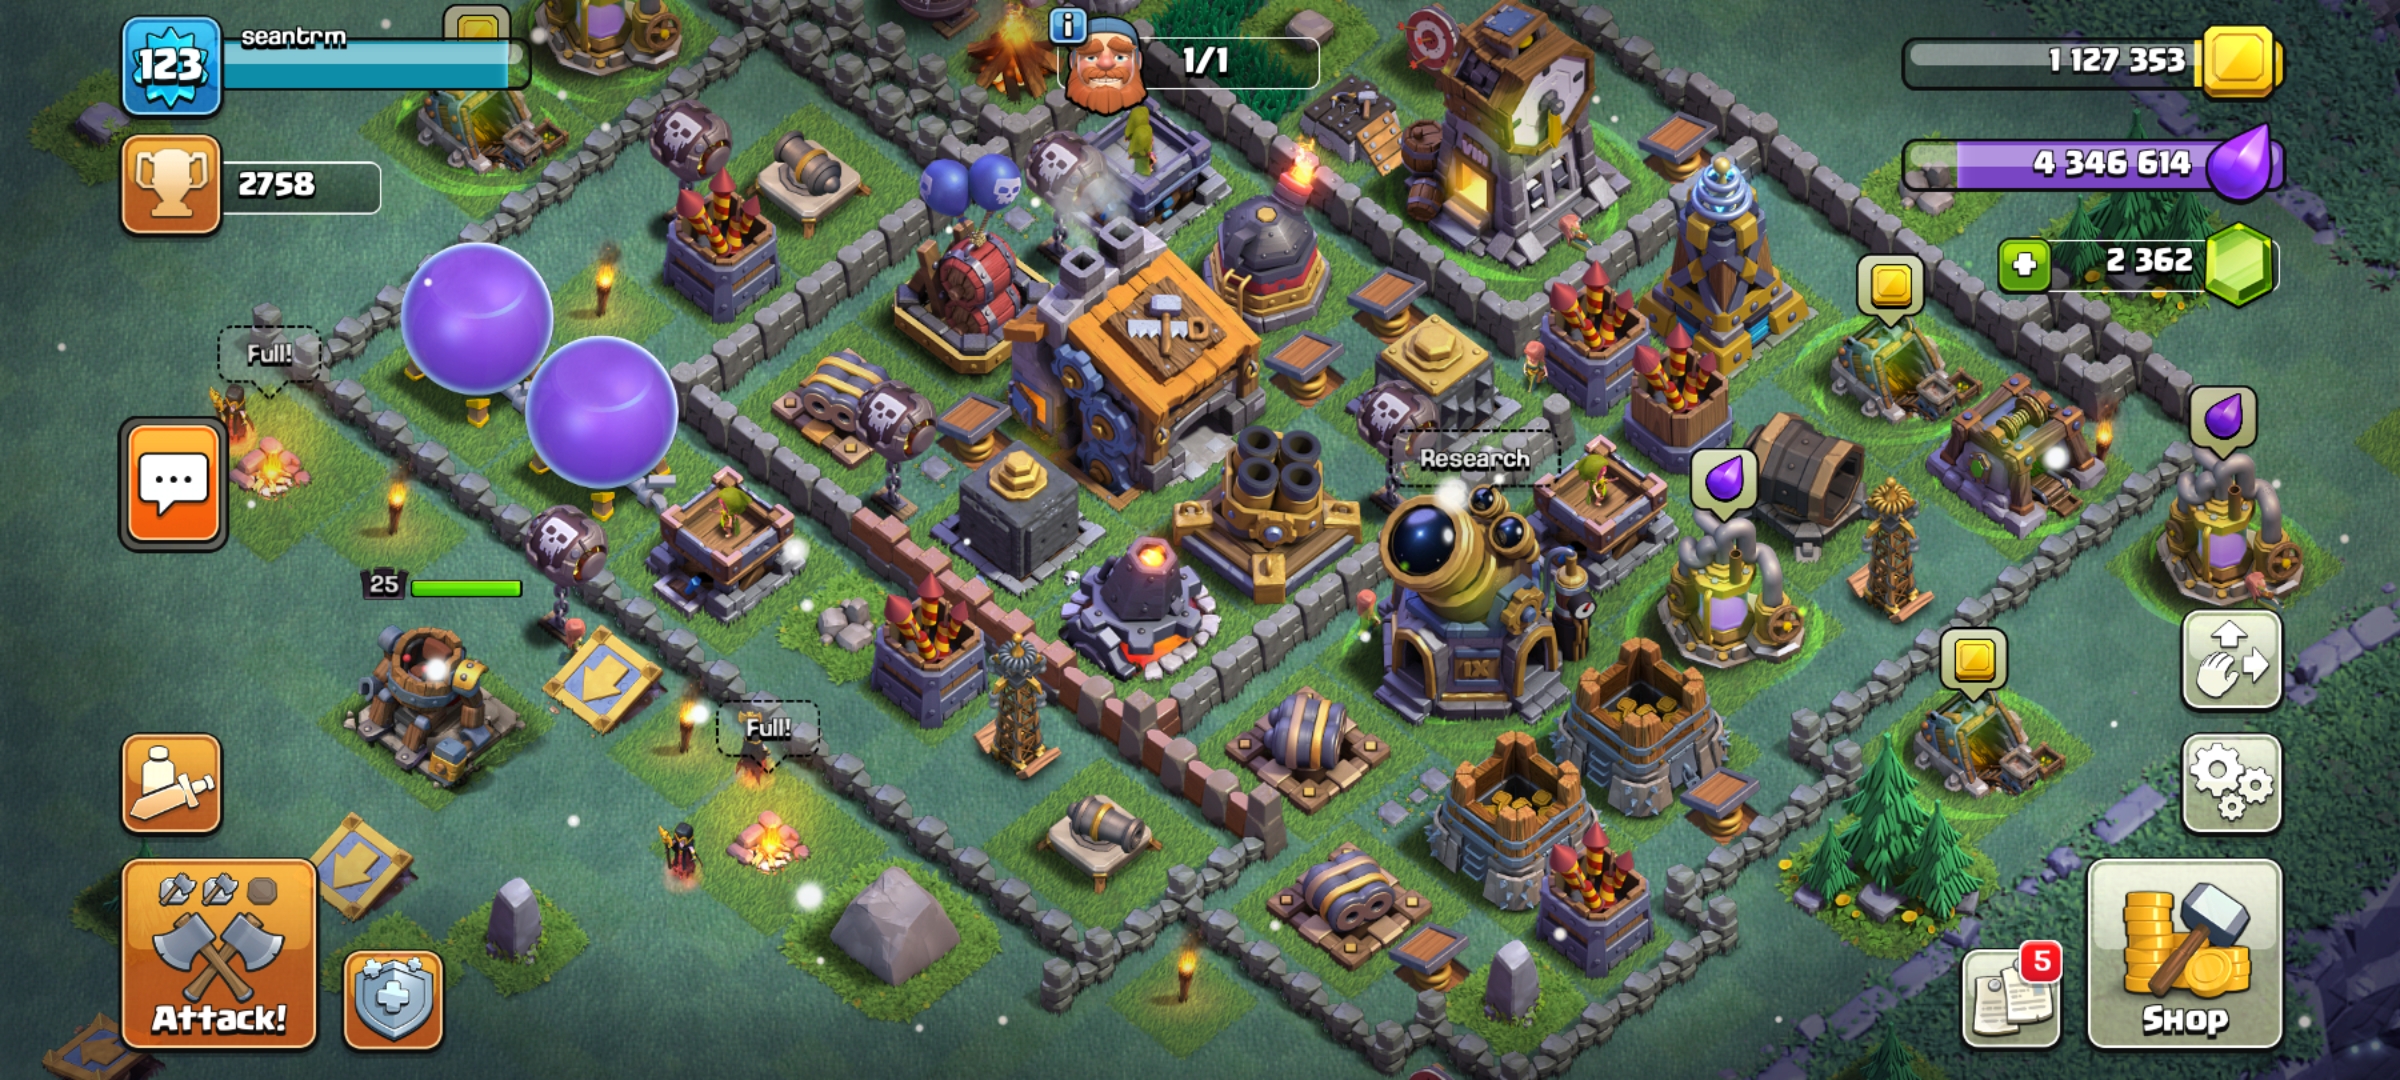 123
seantrm
i
1/1
1 127 353
2758
4 346 614
2 362
VIII
Full!
Research
25
IX
Full!
Attack!
5
Shop